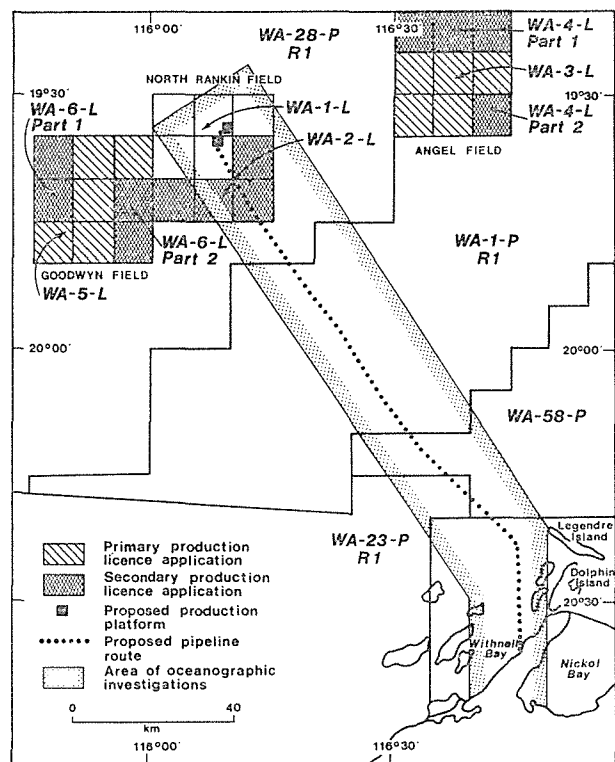 116°00'
116°30'
WA-28-P
R1
WA-4-L
Part 1
NORTH RANKIN FIELD
19°30'
19°30'
WA-6-L
Part 1
WA-1-L
WA-3-L
WA-2-L
WA-4-L
Part 2
ANGEL FIELD
WA-6-L
Part 2
WA-1-P
R1
GOODWYN FIELD
WA-5-L
20°00'
20°00'
WA-58-P
WA-23-P
R1
Legendre
Island
Dolphin
Island
20°30'
Withnell
Bay
Nickol
Bay
Primary production
licence application
Secondary production
licence application
Proposed production
platform
Proposed pipeline
route
Area of oceanographic
investigations
0 40
km
116°00'
116°30'